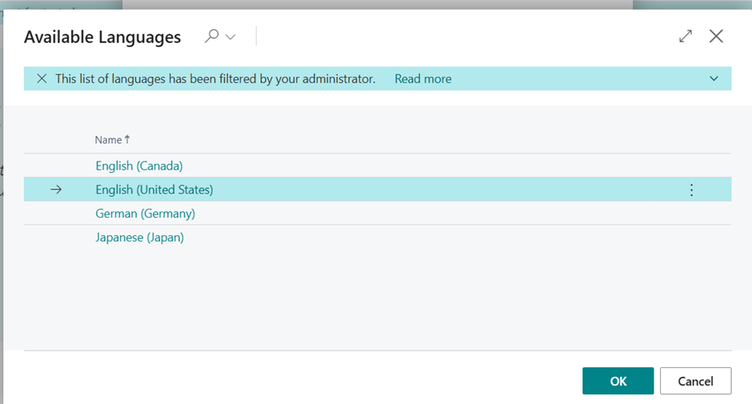 Available Languages
This list of languages has been filtered by your administrator. Read more
Name
English (Canada)
English (United States)
German (Germany)
Japanese (Japan)
OK Cancel